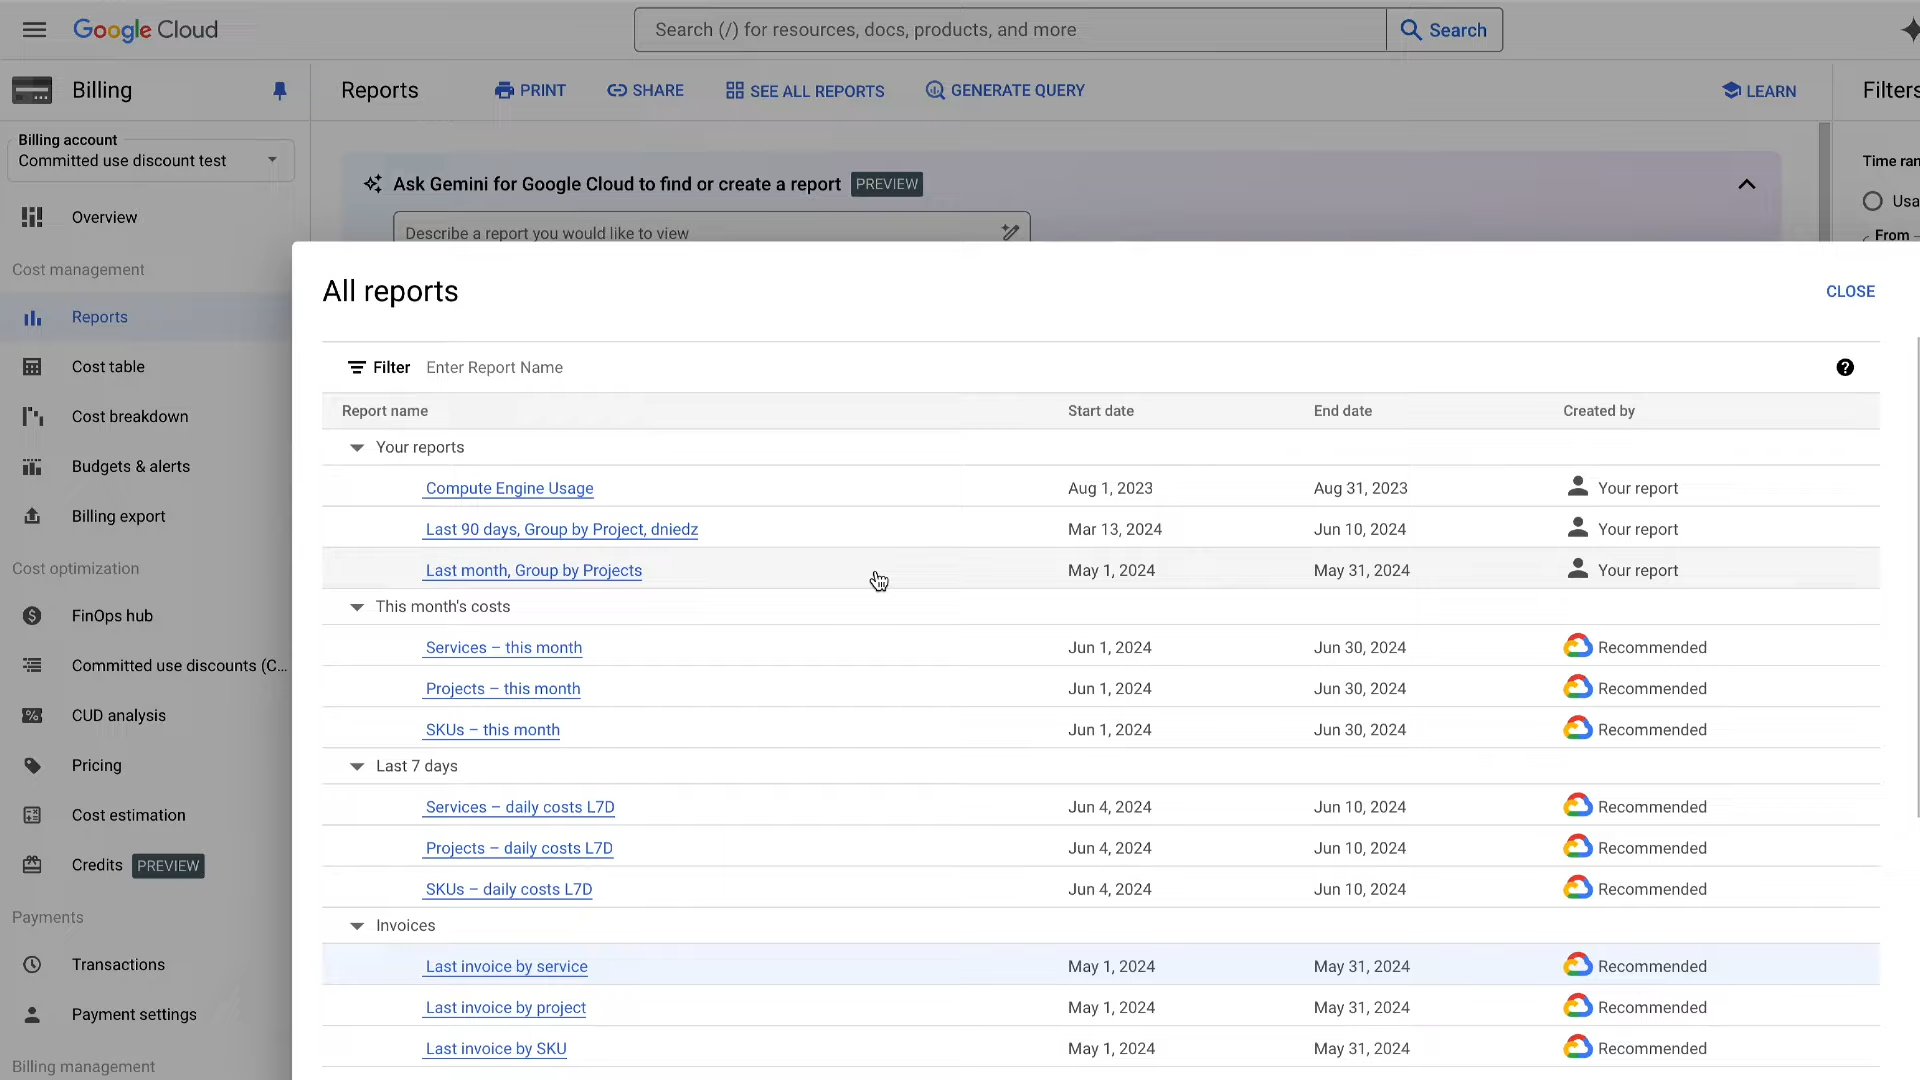 Google Cloud
Search (/) for resources, docs, products, and more
Search
Billing
Reports
PRINT
SHARE
SEE ALL REPORTS
GENERATE QUERY
LEARN
Filters
Billing account
Committed use discount test
Ask Gemini for Google Cloud to find or create a report PREVIEW
Describe a report you would like to view
Time ran
Usa
From
Overview
Cost management
Reports
Cost table
Cost breakdown
Budgets & alerts
Billing export
Cost optimization
FinOps hub
Committed use discounts (C...
CUD analysis
Pricing
Cost estimation
Credits PREVIEW
Payments
Transactions
Payment settings
Billing management
All reports
CLOSE
Filter Enter Report Name
Report name Start date End date Created by
Your reports
Compute Engine Usage Aug 1, 2023 Aug 31, 2023 Your report
Last 90 days, Group by Project, dniedz Mar 13, 2024 Jun 10, 2024 Your report
Last month, Group by Projects May 1, 2024 May 31, 2024 Your report
This month's costs
Services – this month Jun 1, 2024 Jun 30, 2024 Recommended
Projects – this month Jun 1, 2024 Jun 30, 2024 Recommended
SKUs – this month Jun 1, 2024 Jun 30, 2024 Recommended
Last 7 days
Services – daily costs L7D Jun 4, 2024 Jun 10, 2024 Recommended
Projects – daily costs L7D Jun 4, 2024 Jun 10, 2024 Recommended
SKUs – daily costs L7D Jun 4, 2024 Jun 10, 2024 Recommended
Invoices
Last invoice by service May 1, 2024 May 31, 2024 Recommended
Last invoice by project May 1, 2024 May 31, 2024 Recommended
Last invoice by SKU May 1, 2024 May 31, 2024 Recommended